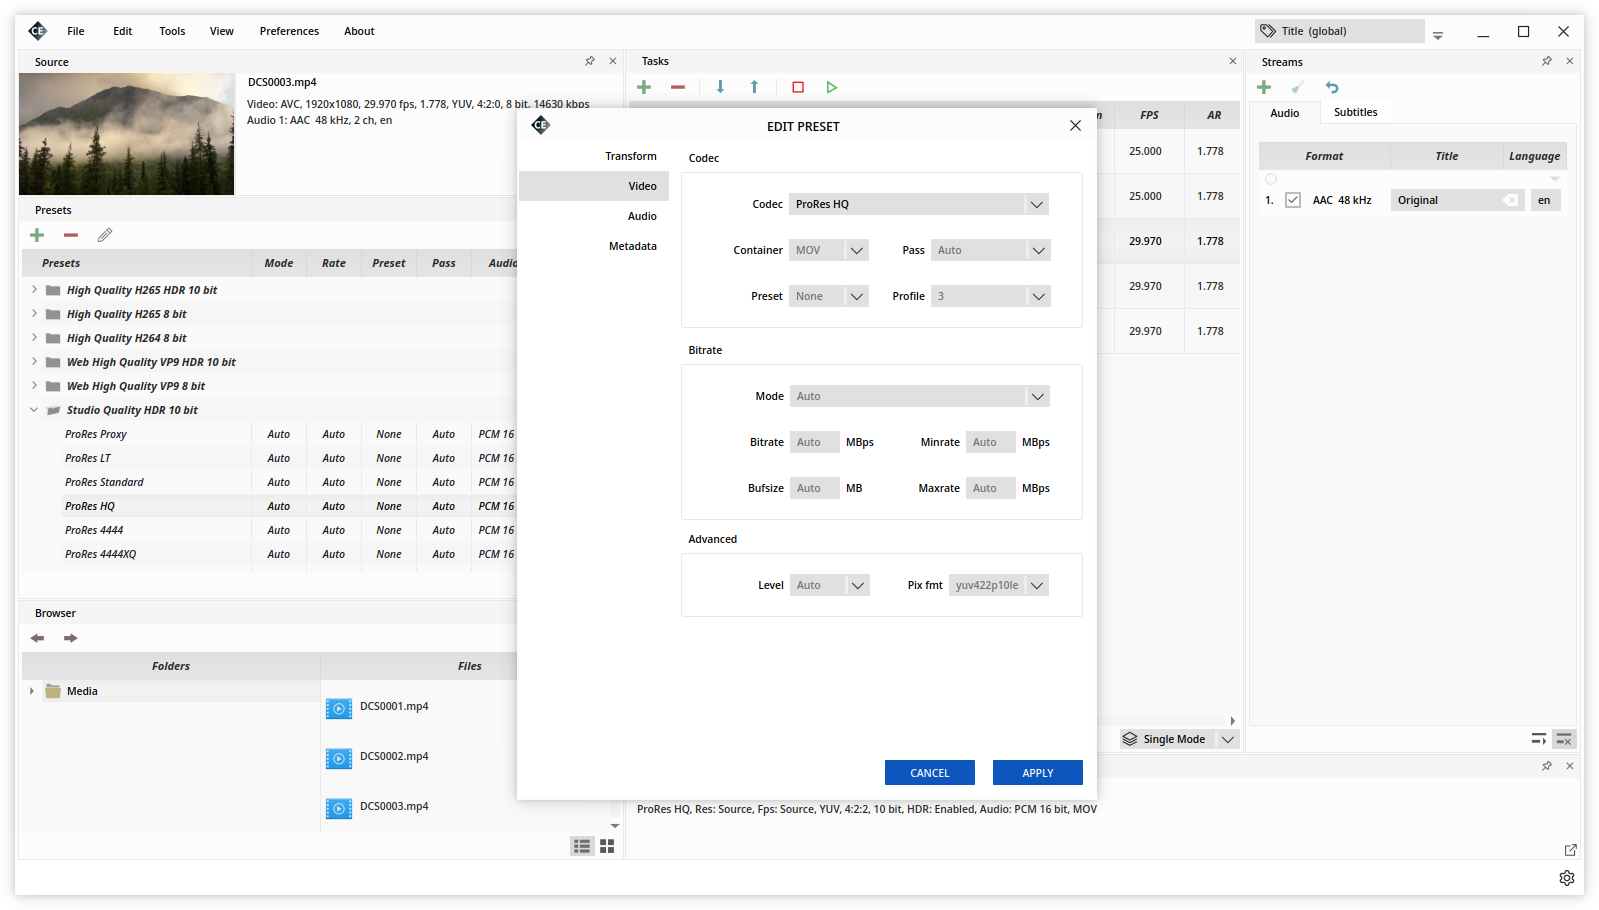 CE File Edit Tools View Preferences About Title (global)
Source
DCS0003.mp4
Video: AVC, 1920x1080, 29.970 fps, 1.778, YUV, 4:2:0, 8 bit, 14630 kbps
Audio 1: AAC 48 kHz, 2 ch, en
Presets
Presets Mode Rate Preset Pass Audio
High Quality H265 HDR 10 bit
High Quality H265 8 bit
High Quality H264 8 bit
Web High Quality VP9 HDR 10 bit
Web High Quality VP9 8 bit
Studio Quality HDR 10 bit
ProRes Proxy Auto Auto None Auto PCM 16
ProRes LT Auto Auto None Auto PCM 16
ProRes Standard Auto Auto None Auto PCM 16
ProRes HQ Auto Auto None Auto PCM 16
ProRes 4444 Auto Auto None Auto PCM 16
ProRes 4444XQ Auto Auto None Auto PCM 16
Browser
Folders Files
Media
DCS0001.mp4
DCS0002.mp4
DCS0003.mp4
Tasks
FPS AR
25.000 1.778
25.000 1.778
29.970 1.778
29.970 1.778
29.970 1.778
Single Mode
CE EDIT PRESET
Transform
Video
Audio
Metadata
Codec
Codec ProRes HQ
Container MOV Pass Auto
Preset None Profile 3
Bitrate
Mode Auto
Bitrate Auto MBps Minrate Auto MBps
Bufsize Auto MB Maxrate Auto MBps
Advanced
Level Auto Pix fmt yuv422p10le
CANCEL APPLY
ProRes HQ, Res: Source, Fps: Source, YUV, 4:2:2, 10 bit, HDR: Enabled, Audio: PCM 16 bit, MOV
Streams
Audio Subtitles
Format Title Language
1. AAC 48 kHz Original en